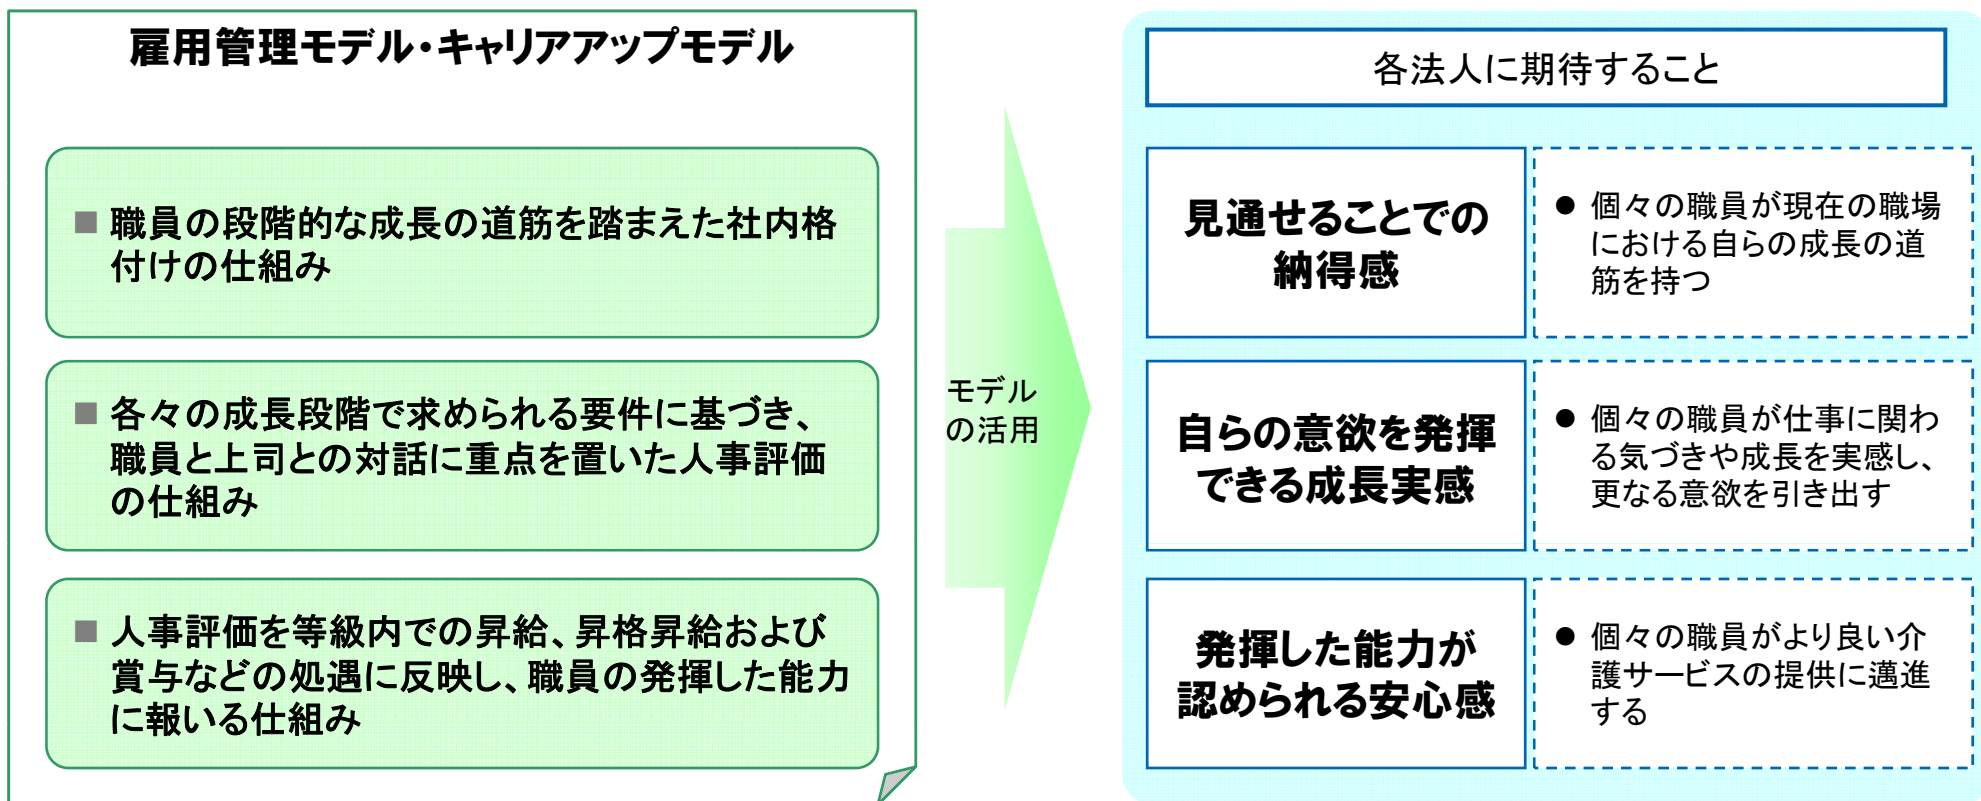 雇用管理モデル・キャリアアップモデル
■ 職員の段階的な成長の道筋を踏まえた社内格
付けの仕組み
■ 各々の成長段階で求められる要件に基づき、
職員と上司との対話に重点を置いた人事評価
の仕組み
■ 人事評価を等級内での昇給、昇格昇給および
賞与などの処遇に反映し、職員の発揮した能力
に報いる仕組み
モデル
の活用
各法人に期待すること
見通せることでの
納得感
● 個々の職員が現在の職場
における自らの成長の道
筋を持つ
自らの意欲を発揮
できる成長実感
● 個々の職員が仕事に関わ
る気づきや成長を実感し、
更なる意欲を引き出す
発揮した能力が
認められる安心感
● 個々の職員がより良い介
護サービスの提供に邁進
する